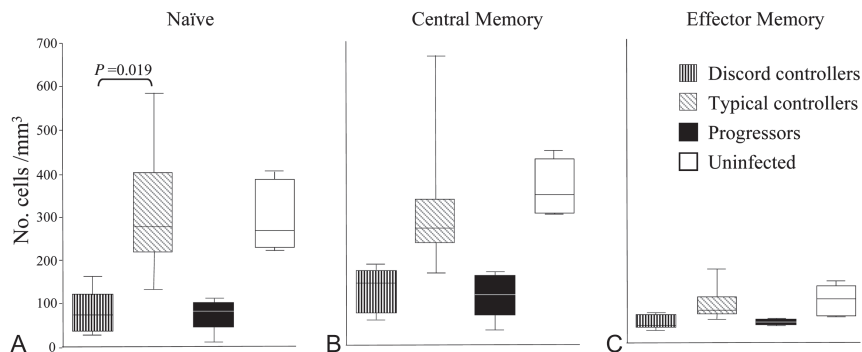 Naïve
Central Memory
Effector Memory
700
600
500
400
300
200
100
0
No. cells /mm³
P =0.019
Discord controllers
Typical controllers
Progressors
Uninfected
A
B
C